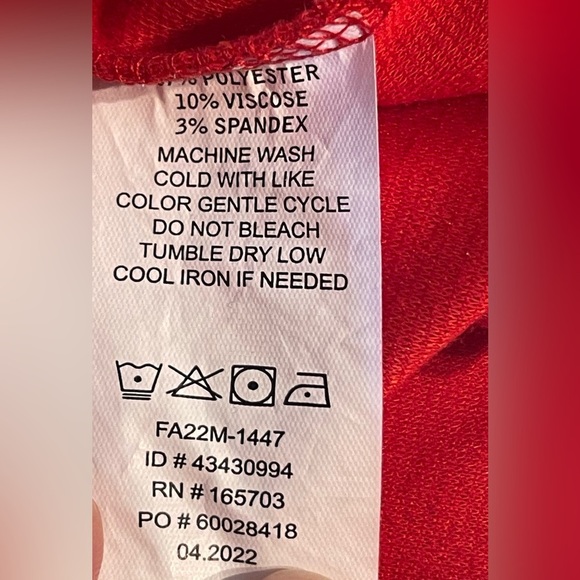 % POLYESTER
10% VISCOSE
3% SPANDEX
MACHINE WASH
COLD WITH LIKE
COLOR GENTLE CYCLE
DO NOT BLEACH
TUMBLE DRY LOW
COOL IRON IF NEEDED
FA22M-1447
ID # 43430994
RN # 165703
PO # 60028418
04.2022